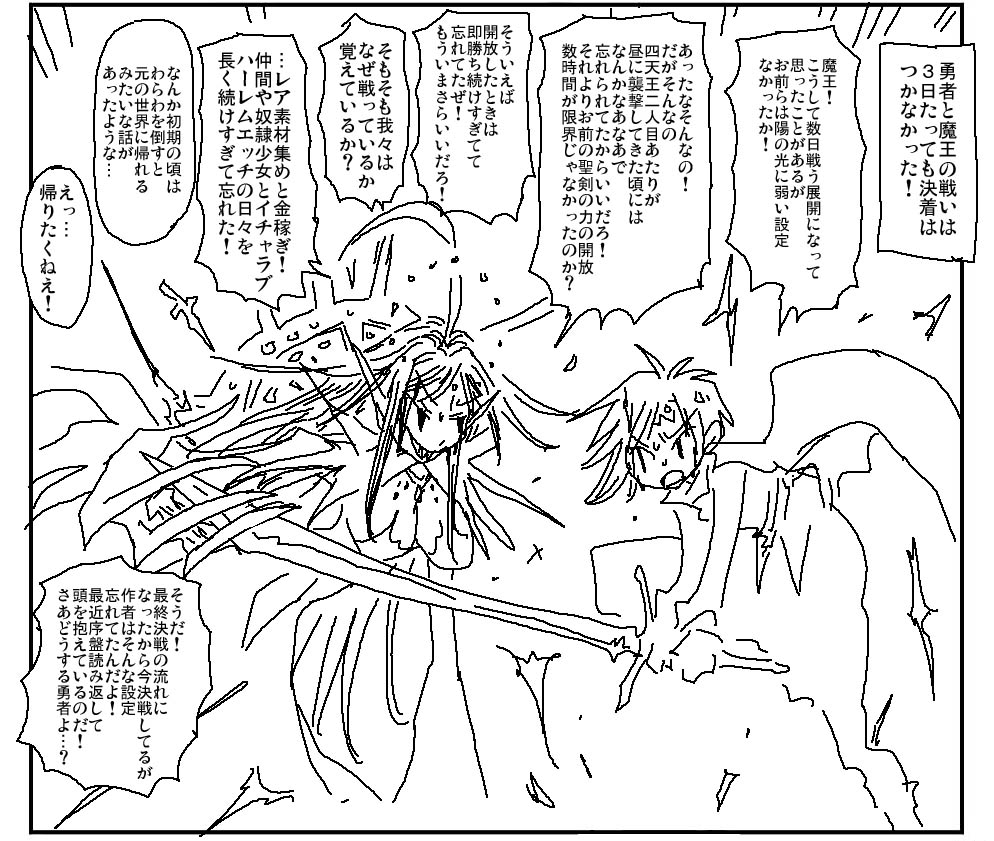 勇者と魔王の戦いは
３日たっても決着は
つかなかった！
魔王！
こうして数日戦う展開になって
思ったことがあるが
お前らは陽の光に弱い設定
なかったか！
あったなそんなの！
だがそんなの
四天王二人目あたりが
昼に襲撃してきた頃には
なんかなあなあで
忘れられてたからいいだろ！
それよりお前の聖剣の力の開放
数時間が限界じゃなかったのか？
そういえば
開放したときは
即勝ち続けすぎてて
忘れてたぜ！
もういまさらいいだろ！
そもそも我々は
なぜ戦っているか
覚えているか？
…レア素材集めと金稼ぎ！
仲間や奴隷少女とイチャラブ
ハーレムエッチの日々を
長く続けすぎて忘れた！
なんか初期の頃は
わらわを倒すと
元の世界に帰れる
みたいな話が
あったような…
えっ…
帰りたくねえ！
そうだ！
最終決戦の流れに
なったから今決戦してるが
作者はそんな設定
忘れてたんだよ！
最近序盤読み返して
頭を抱えているのだ！
さあどうする勇者よ…？